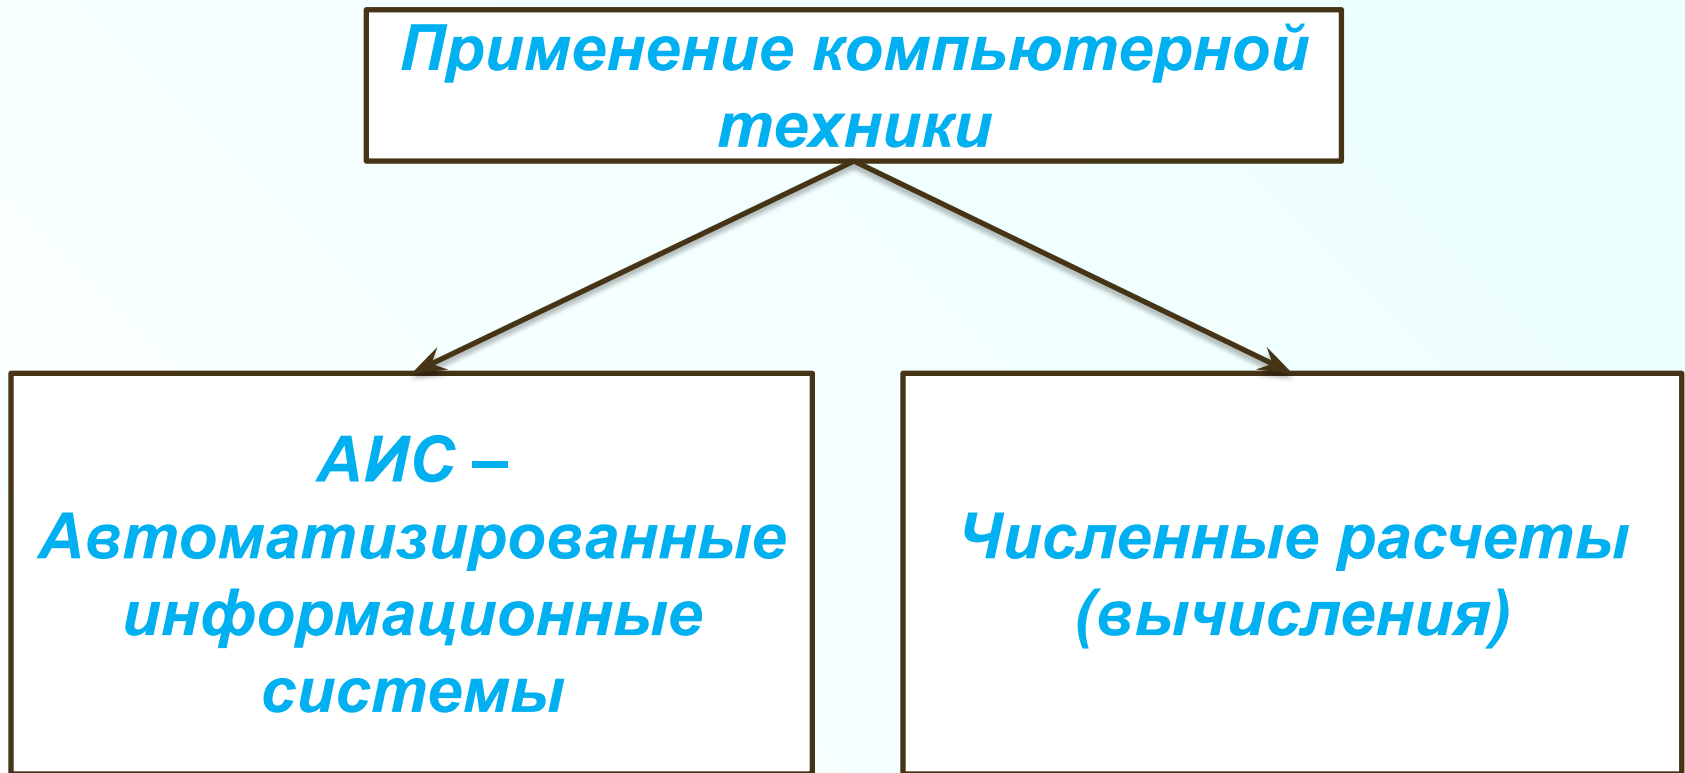 Применение компьютерной
техники
АИС –
Автоматизированные
информационные
системы
Численные расчеты
(вычисления)